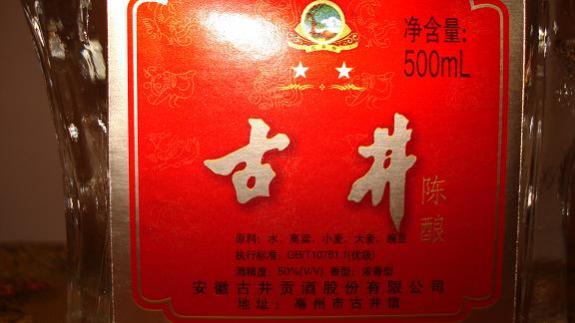 净含量:
500mL
古井
陈酿
原料: 水、高粱、小麦、大麦、豌豆
执行标准: GB/T10781.1(优级)
酒精度: 50%(V/V) 香型: 浓香型
安徽古井贡酒股份有限公司
地址: 亳州市古井镇